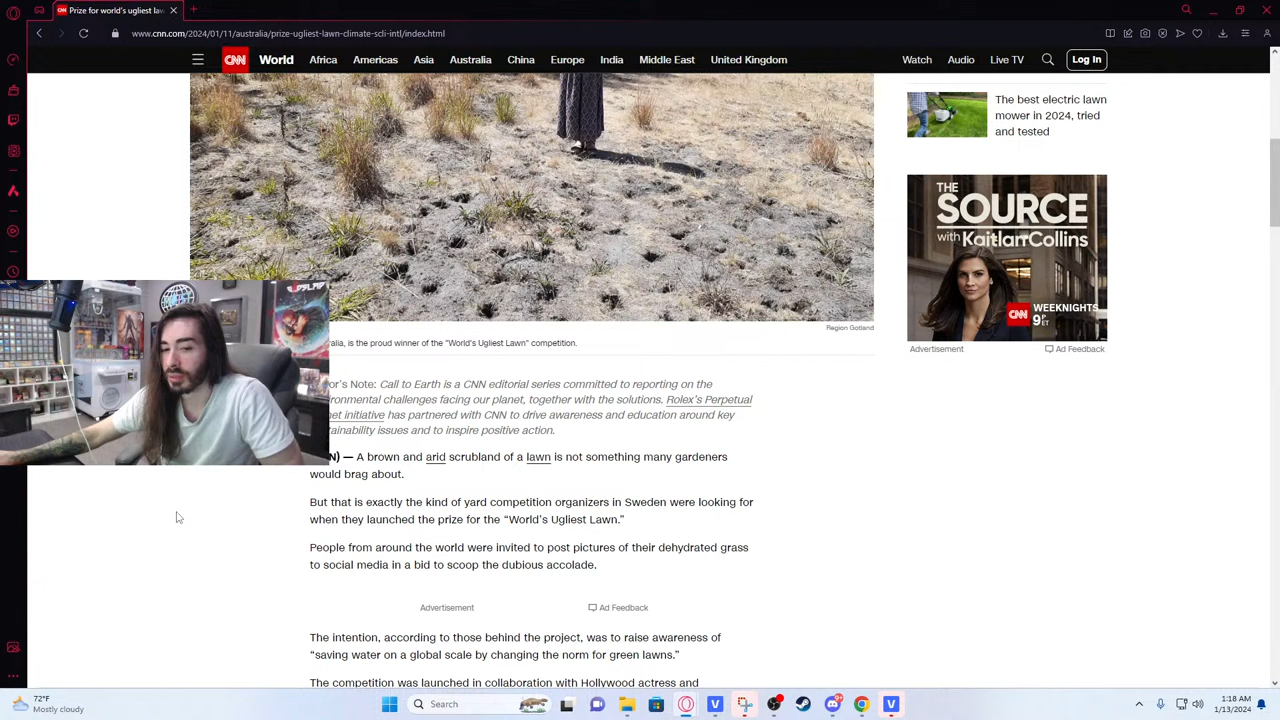 Prize for world's ugliest law
www.cnn.com/2024/01/11/australia/prize-ugliest-lawn-climate-scli-intl/index.html
CNN World Africa Americas Asia Australia China Europe India Middle East United Kingdom Watch Audio Live TV Log In
The best electric lawn
mower in 2024, tried
and tested
THE
SOURCE
with Kaitlan Collins
CNN WEEKNIGHTS
9 P ET
Advertisement Ad Feedback
Region Gotland
alia, is the proud winner of the "World's Ugliest Lawn" competition.
or's Note: Call to Earth is a CNN editorial series committed to reporting on the
ronmental challenges facing our planet, together with the solutions. Rolex's Perpetual
net initiative has partnered with CNN to drive awareness and education around key
tainability issues and to inspire positive action.
N) — A brown and arid scrubland of a lawn is not something many gardeners
would brag about.
But that is exactly the kind of yard competition organizers in Sweden were looking for
when they launched the prize for the “World’s Ugliest Lawn.”
People from around the world were invited to post pictures of their dehydrated grass
to social media in a bid to scoop the dubious accolade.
Advertisement Ad Feedback
The intention, according to those behind the project, was to raise awareness of
“saving water on a global scale by changing the norm for green lawns.”
The competition was launched in collaboration with Hollywood actress and
72°F
Mostly cloudy
Search
9+
1:18 AM
1/13/2024